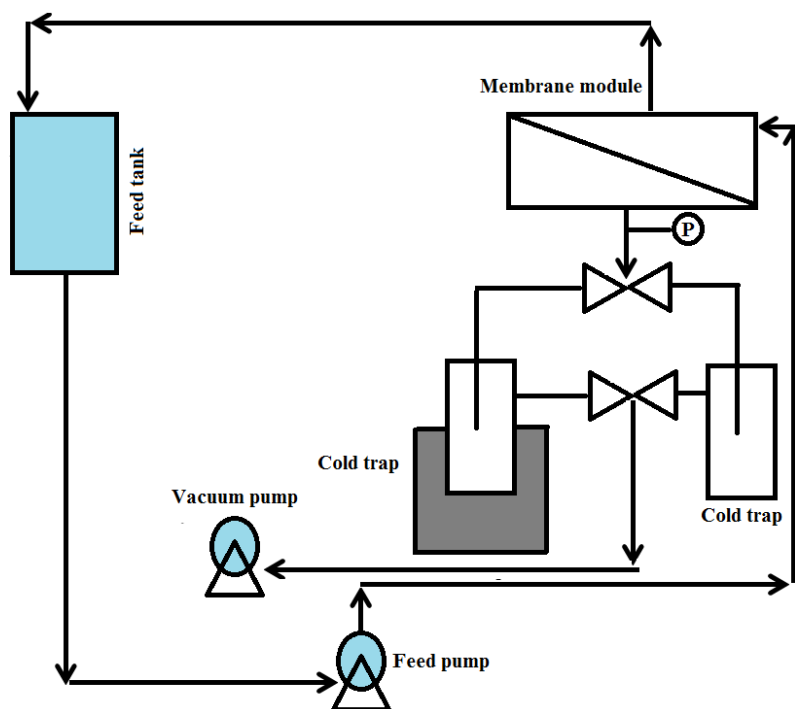 Membrane module
Feed tank
P
Cold trap
Vacuum pump
Cold trap
Feed pump